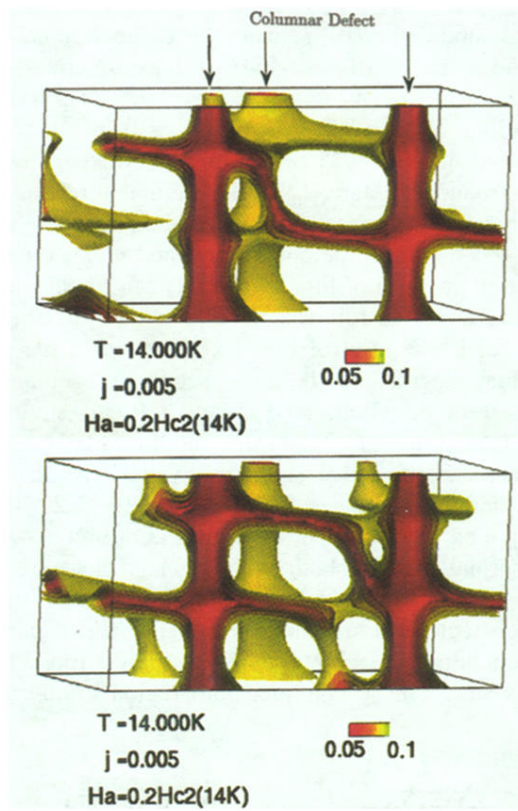 Columnar Defect
T =14.000K
0.05 0.1
j =0.005
Ha=0.2Hc2(14K)
T =14.000K
0.05 0.1
j =0.005
Ha=0.2Hc2(14K)